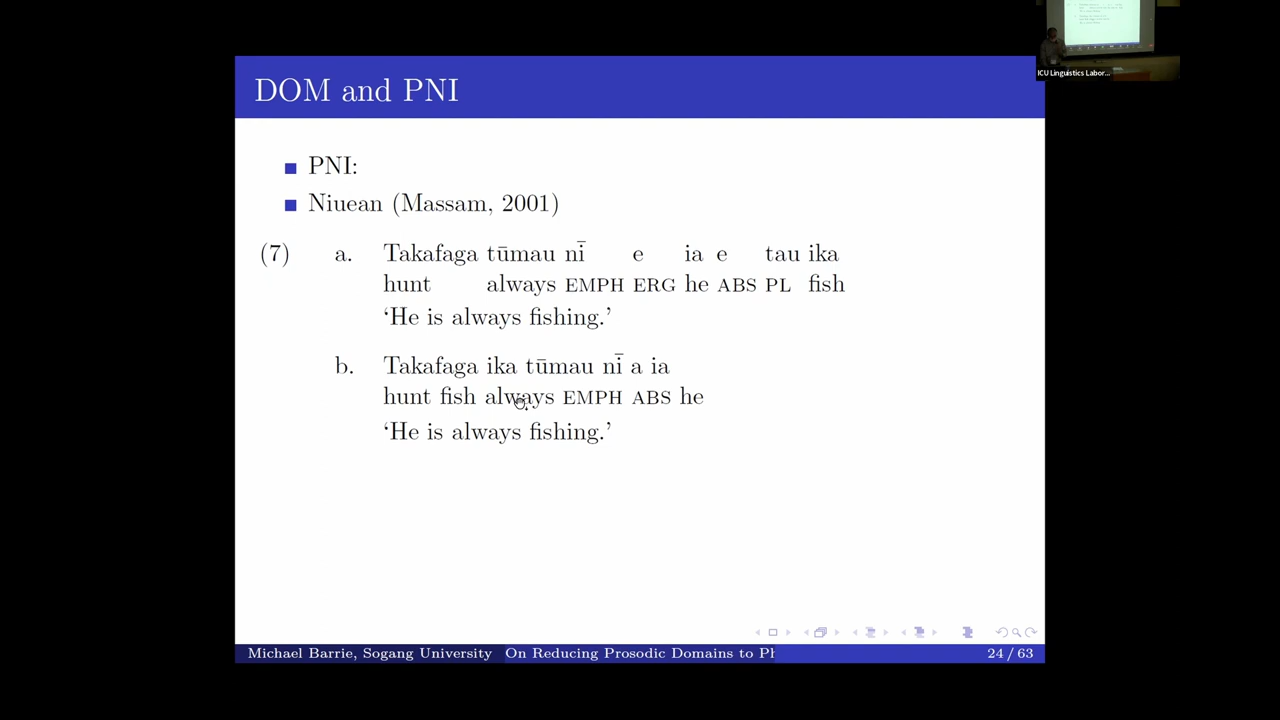 ICU Linguistics Labor...
DOM and PNI
PNI:
Niuean (Massam, 2001)
(7) a. Takafaga tūmau nī e ia e tau ika
hunt always EMPH ERG he ABS PL fish
‘He is always fishing.’
b. Takafaga ika tūmau nī a ia
hunt fish always EMPH ABS he
‘He is always fishing.’
Michael Barrie, Sogang University On Reducing Prosodic Domains to Ph 24 / 63